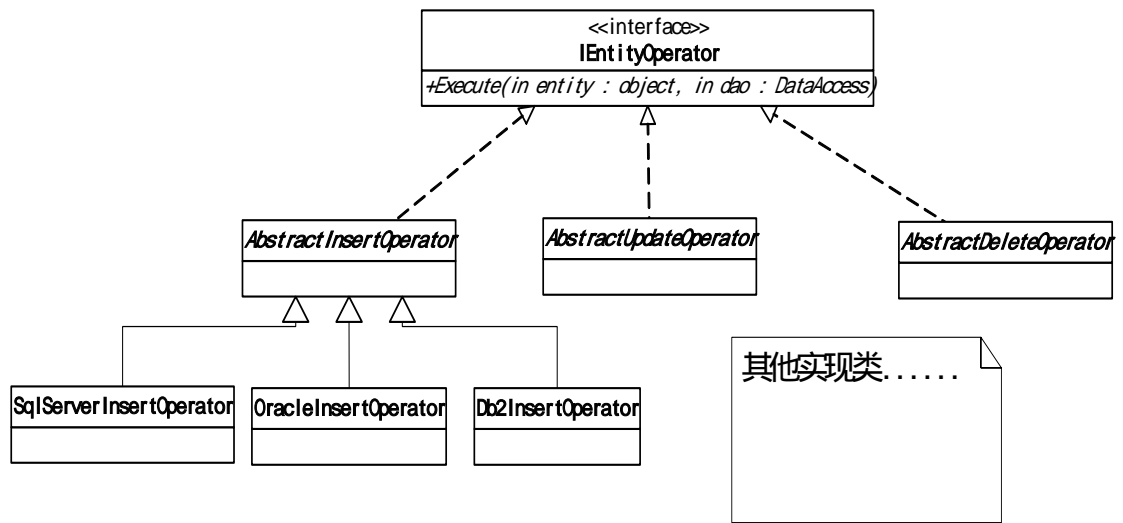 <<interface>>
IEntityOperator
+Execute(in entity : object, in dao : DataAccess)
AbstractInsertOperator
AbstractUpdateOperator
AbstractDeleteOperator
其他实现类......
SqlServerInsertOperator
OracleInsertOperator
Db2InsertOperator